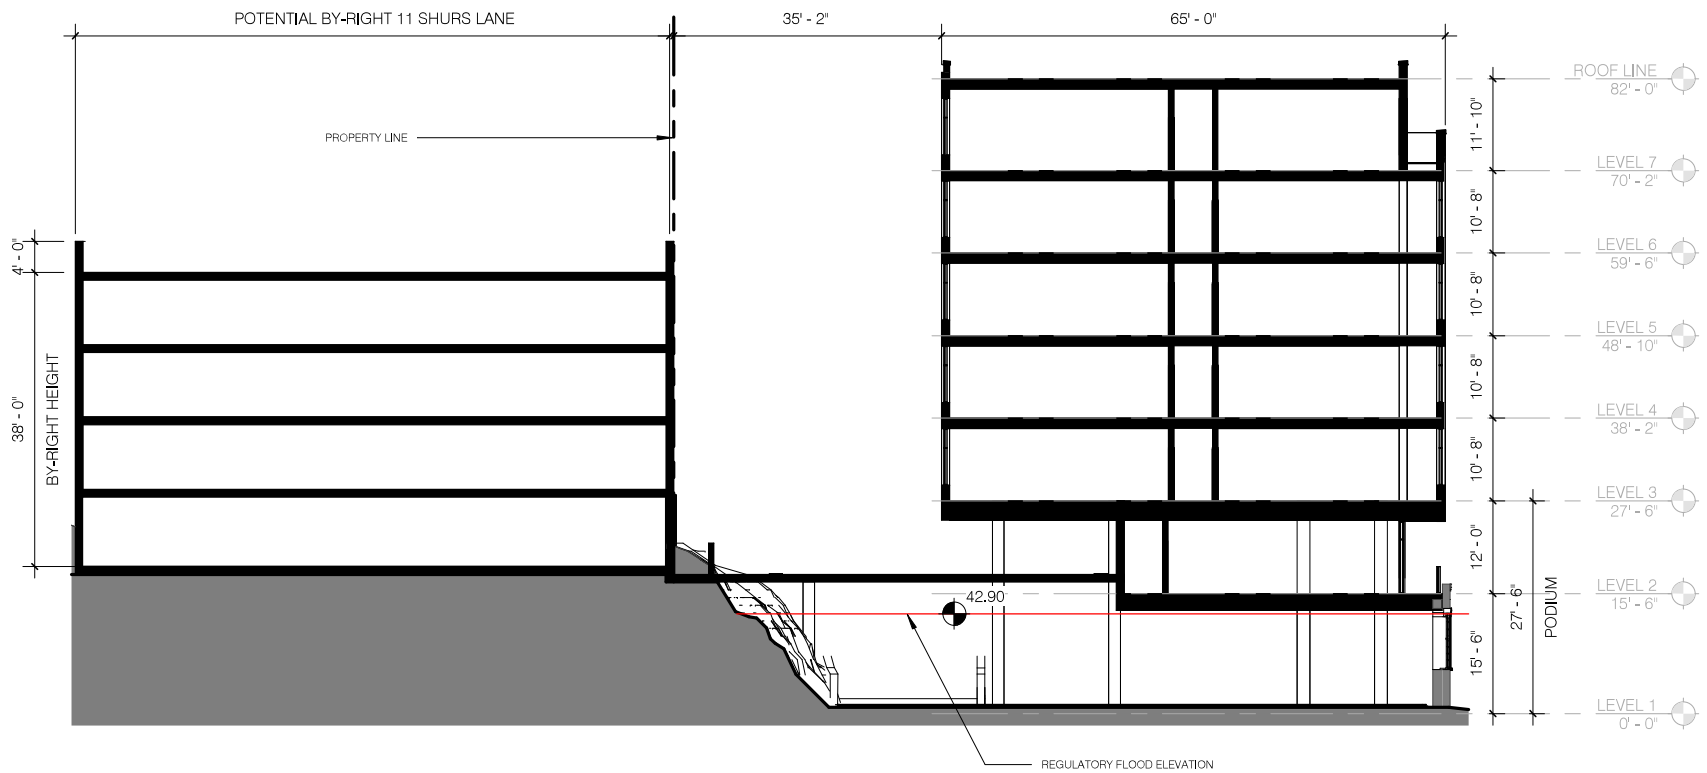 POTENTIAL BY-RIGHT 11 SHURS LANE
35' - 2"
65' - 0"
ROOF LINE
82' - 0"
11' - 10"
PROPERTY LINE
LEVEL 7
70' - 2"
10' - 8"
LEVEL 6
59' - 6"
4' - 0"
10' - 8"
LEVEL 5
48' - 10"
10' - 8"
38' - 0"
BY-RIGHT HEIGHT
LEVEL 4
38' - 2"
10' - 8"
LEVEL 3
27' - 6"
12' - 0"
LEVEL 2
15' - 6"
42.90
27' - 6"
PODIUM
15' - 6"
LEVEL 1
0' - 0"
REGULATORY FLOOD ELEVATION